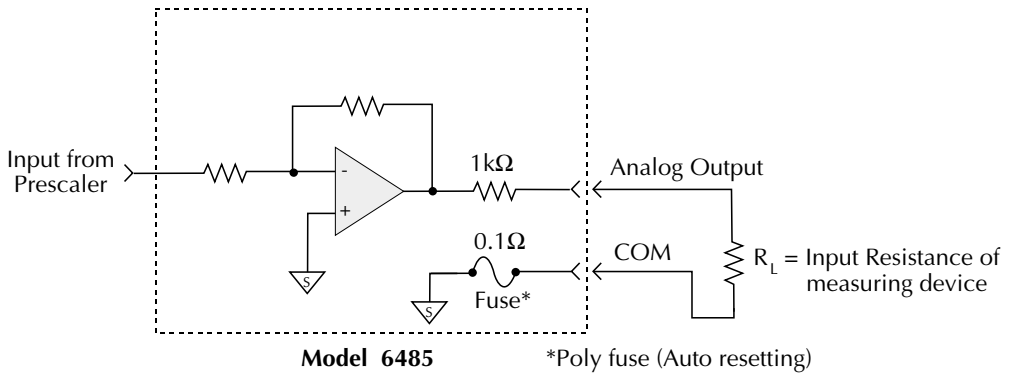 Input from
Prescaler
-
+
S
1kΩ
Analog Output
0.1Ω
Fuse*
S
COM
R_L = Input Resistance of
measuring device
Model 6485
*Poly fuse (Auto resetting)